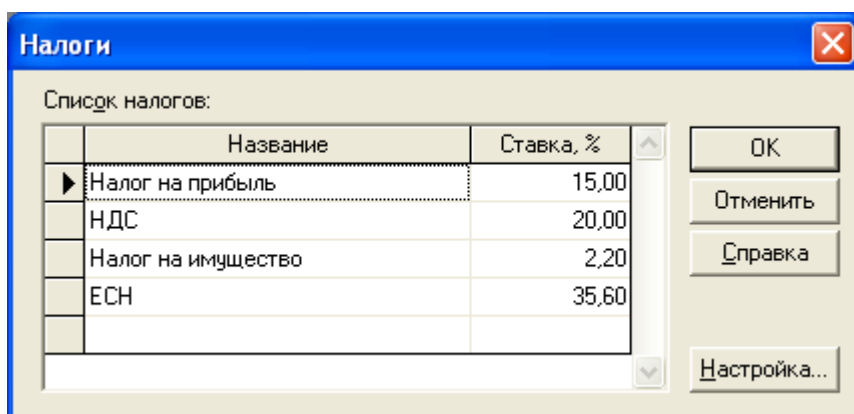 Налоги
Список налогов:
Название Ставка, %
Налог на прибыль 15,00
НДС 20,00
Налог на имущество 2,20
ЕСН 35,60
OK
Отменить
Справка
Настройка...